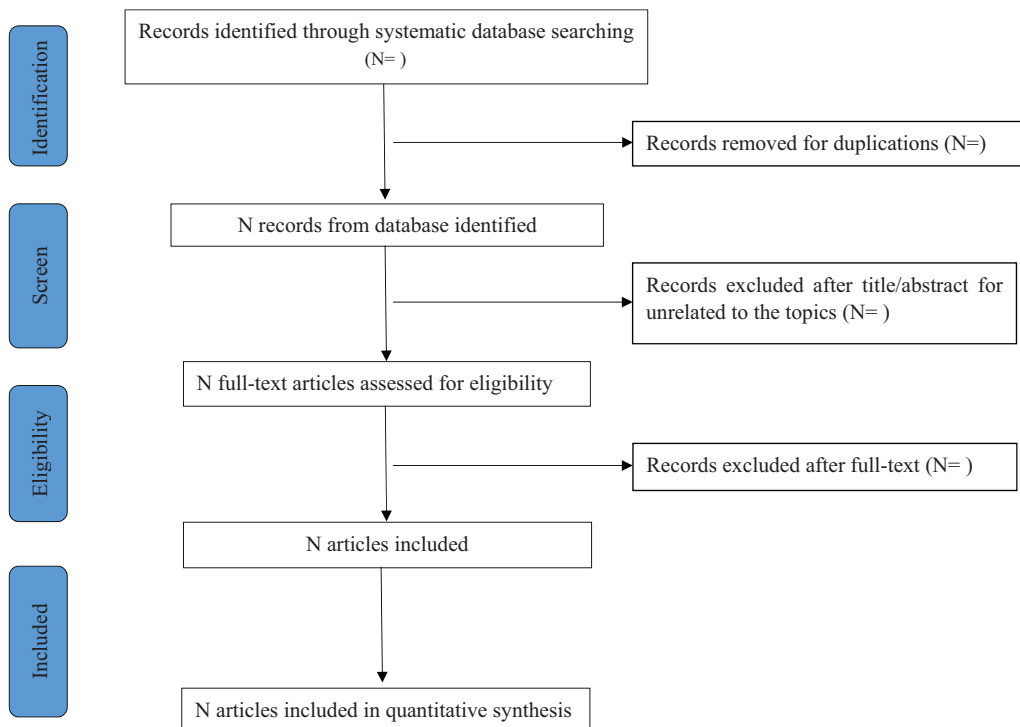 Identification
Records identified through systematic database searching
(N= )
Records removed for duplications (N=)
Screen
N records from database identified
Records excluded after title/abstract for
unrelated to the topics (N= )
Eligibility
N full-text articles assessed for eligibility
Records excluded after full-text (N= )
N articles included
Included
N articles included in quantitative synthesis